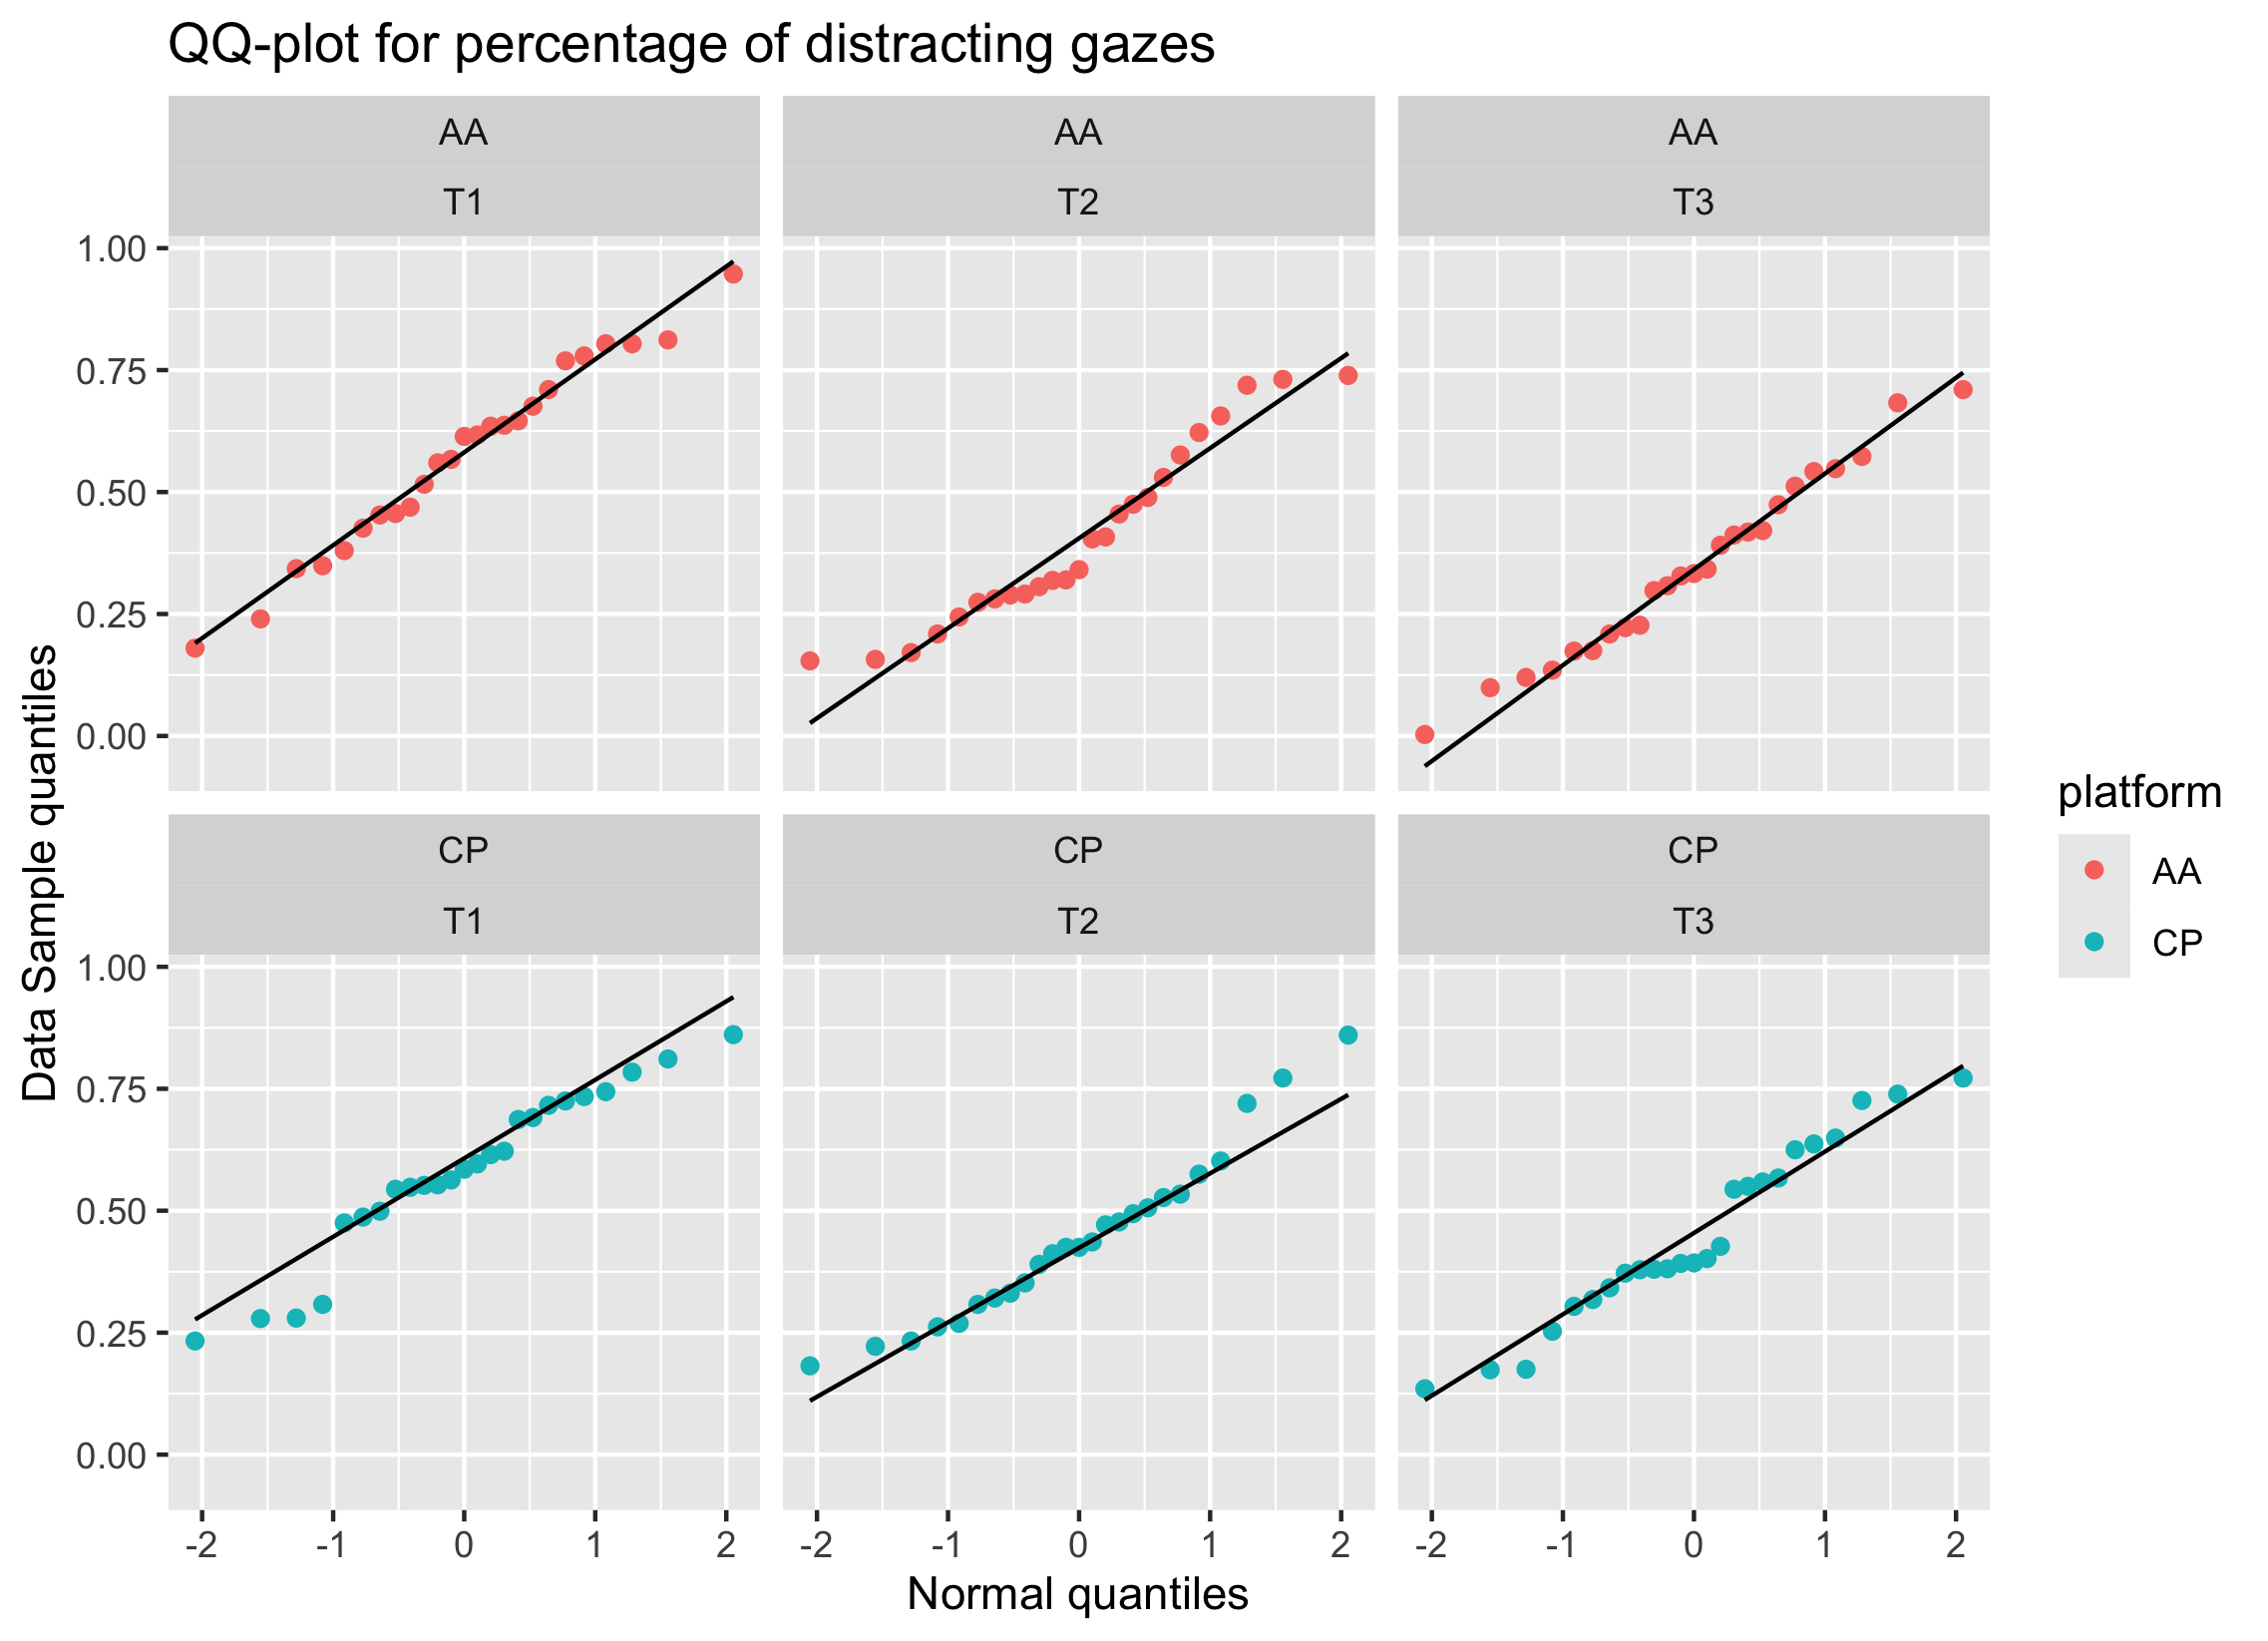 QQ-plot for percentage of distracting gazes
AA
AA
AA
T1
T2
T3
1.00
0.75
0.50
0.25
0.00
CP
CP
CP
T1
T2
T3
1.00
0.75
0.50
0.25
0.00
-2 -1 0 1 2
-2 -1 0 1 2
-2 -1 0 1 2
Normal quantiles
Data Sample quantiles
platform
AA
CP